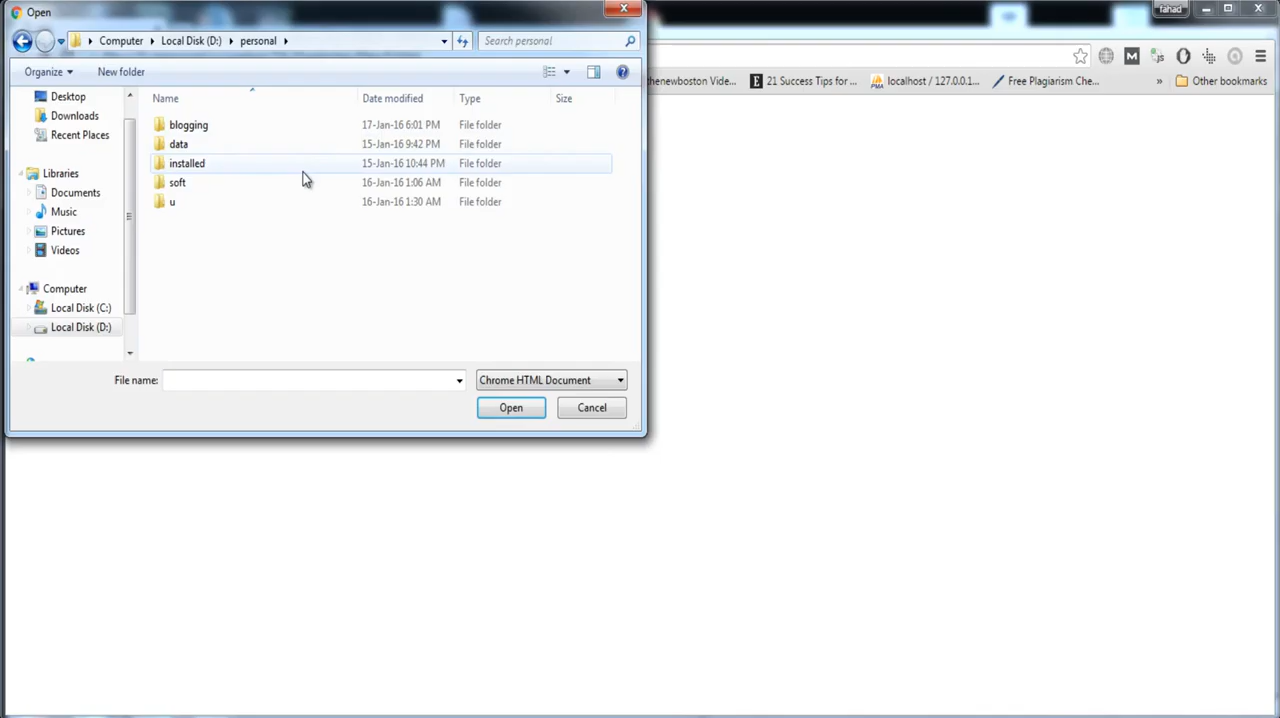 Open
fahad
Computer Local Disk (D:) personal
Search personal
Organize
New folder
thenewboston Vide...
21 Success Tips for ...
localhost / 127.0.0.1...
Free Plagiarism Che...
»
Other bookmarks
Name Date modified Type Size
Desktop
Downloads
Recent Places
Libraries
Documents
Music
Pictures
Videos
Computer
Local Disk (C:)
Local Disk (D:)
blogging 17-Jan-16 6:01 PM File folder
data 15-Jan-16 9:42 PM File folder
installed 15-Jan-16 10:44 PM File folder
soft 16-Jan-16 1:06 AM File folder
u 16-Jan-16 1:30 AM File folder
File name:
Chrome HTML Document
Open
Cancel